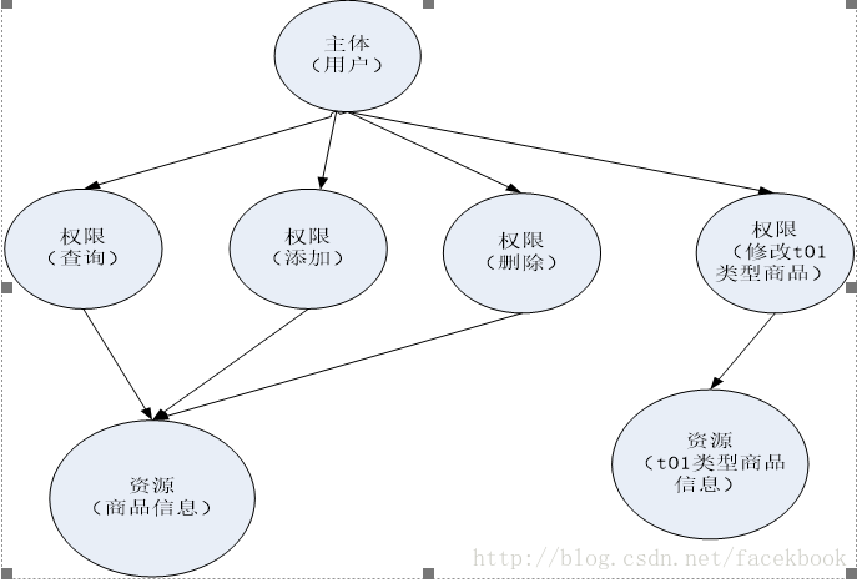 主体
（用户）
权限
（查询）
权限
（添加）
权限
（删除）
权限
（修改t01
类型商品）
资源
（商品信息）
资源
（t01类型商品
信息）
http://blog.csdn.net/facekbook